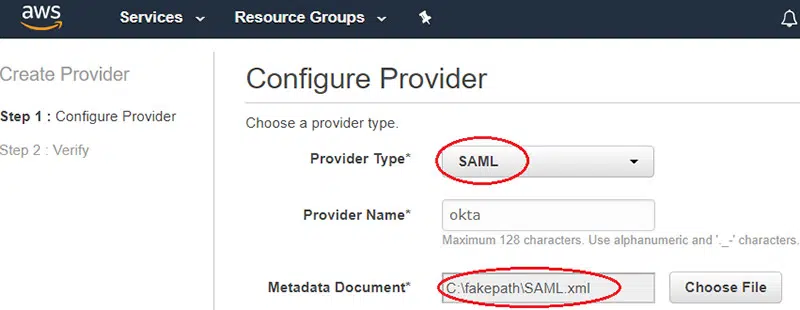 aws Services Resource Groups
Create Provider
Configure Provider
Step 1 : Configure Provider
Step 2 : Verify
Choose a provider type.
Provider Type* SAML
Provider Name* okta
Maximum 128 characters. Use alphanumeric and '._-' characters.
Metadata Document* C:\fakepath\SAML.xml Choose File